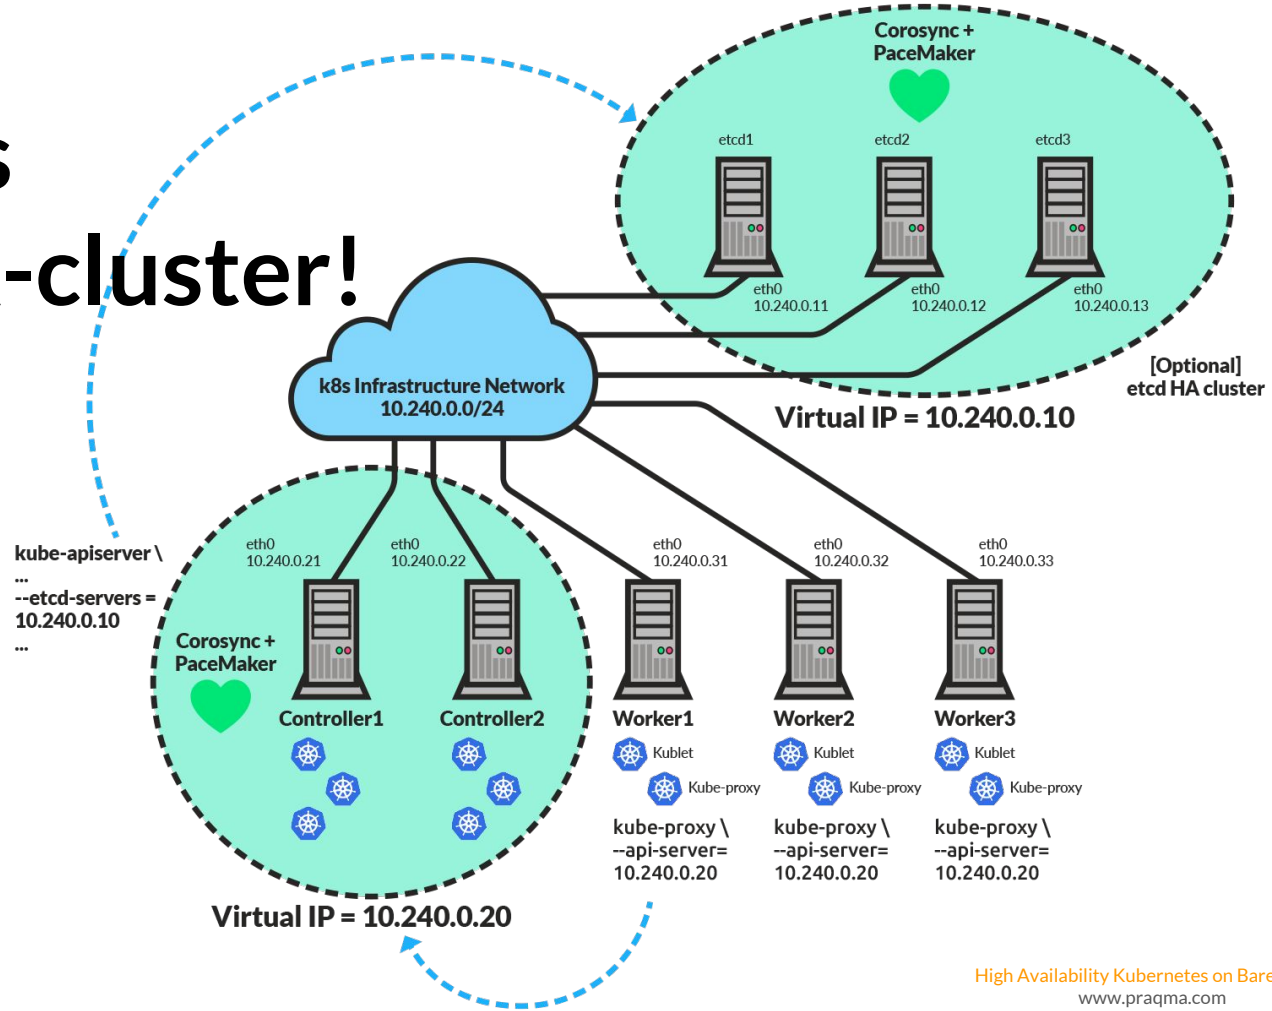 Corosync +
PaceMaker
etcd1
etcd2
etcd3
-cluster!
eth0
10.240.0.11
eth0
10.240.0.12
eth0
10.240.0.13
[Optional]
etcd HA cluster
k8s Infrastructure Network
10.240.0.0/24
Virtual IP = 10.240.0.10
kube-apiserver \
...
--etcd-servers =
10.240.0.10
...
eth0
10.240.0.21
eth0
10.240.0.22
eth0
10.240.0.31
eth0
10.240.0.32
eth0
10.240.0.33
Corosync +
PaceMaker
Controller1
Controller2
Worker1
Worker2
Worker3
Kublet
Kube-proxy
Kublet
Kube-proxy
Kublet
Kube-proxy
kube-proxy \
--api-server=
10.240.0.20
kube-proxy \
--api-server=
10.240.0.20
kube-proxy \
--api-server=
10.240.0.20
Virtual IP = 10.240.0.20
High Availability Kubernetes on Bare
www.praqma.com